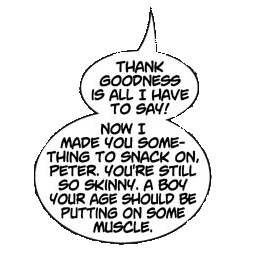 THANK
GOODNESS
IS ALL I HAVE
TO SAY!
NOW I
MADE YOU SOME-
THING TO SNACK ON,
PETER. YOU'RE STILL
SO SKINNY. A BOY
YOUR AGE SHOULD BE
PUTTING ON SOME
MUSCLE.